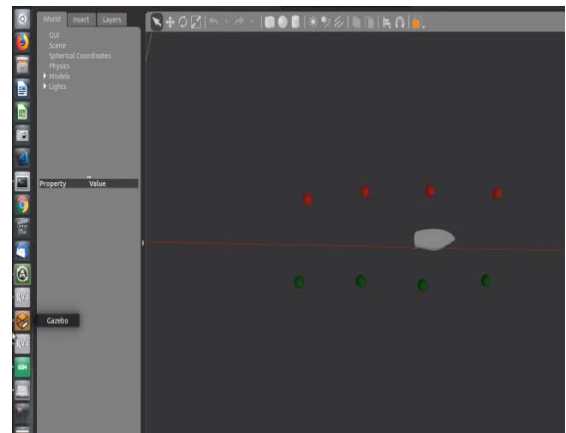 World Insert Layers
GUI
Scene
Spherical Coordinates
Physics
Models
Lights
Property Value
Gazebo